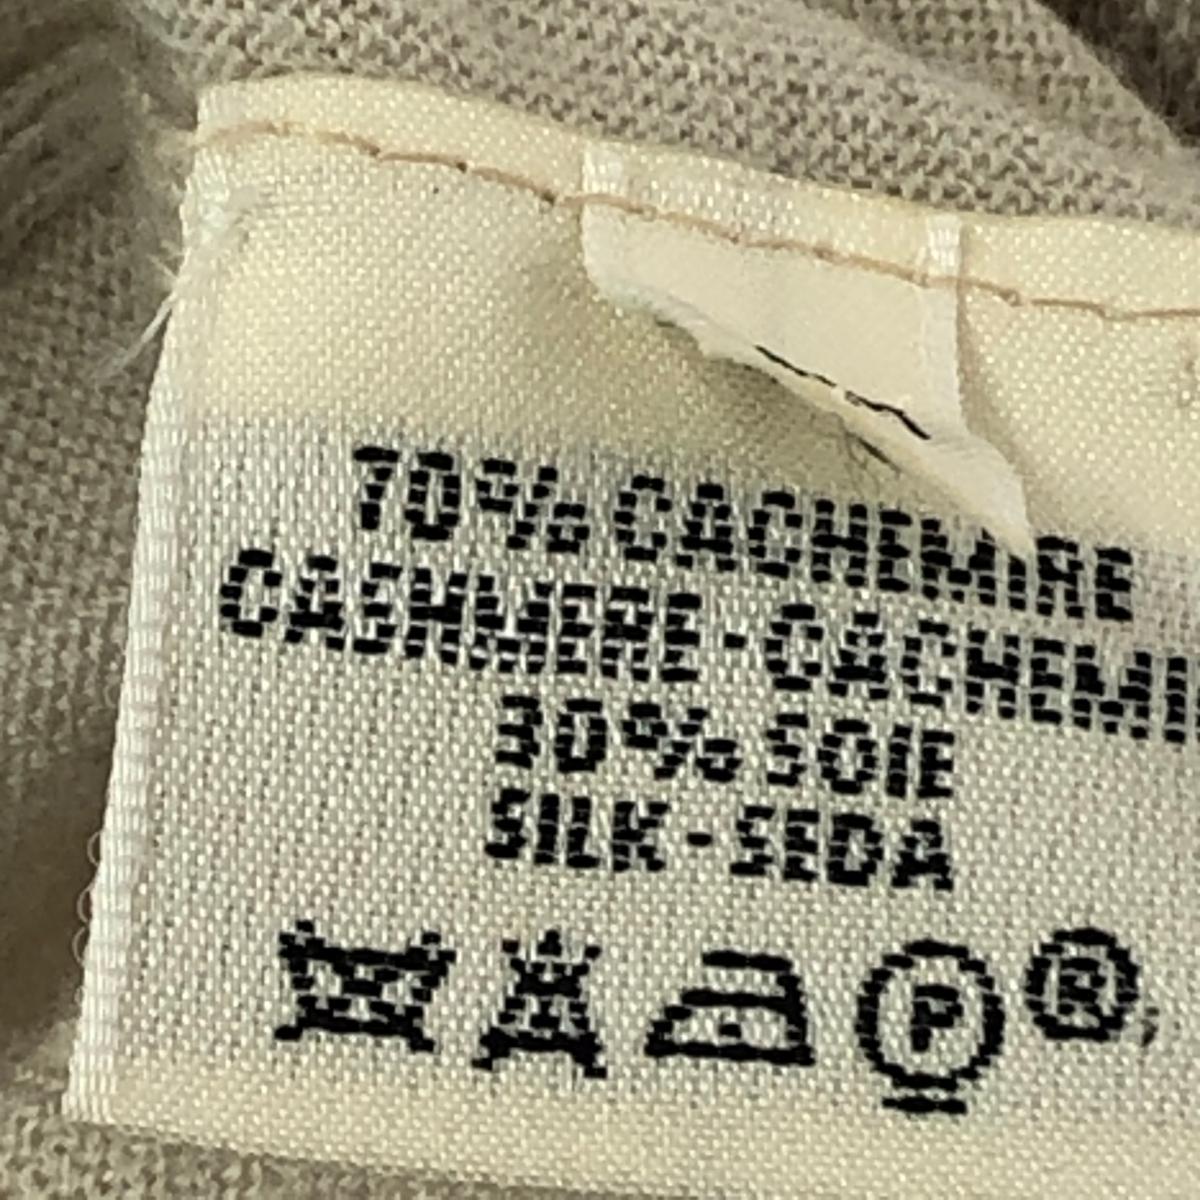 70% CACHEMIRE
CASHMERE - CACHEMI
30% SOIE
SILK - SEDA
P ®